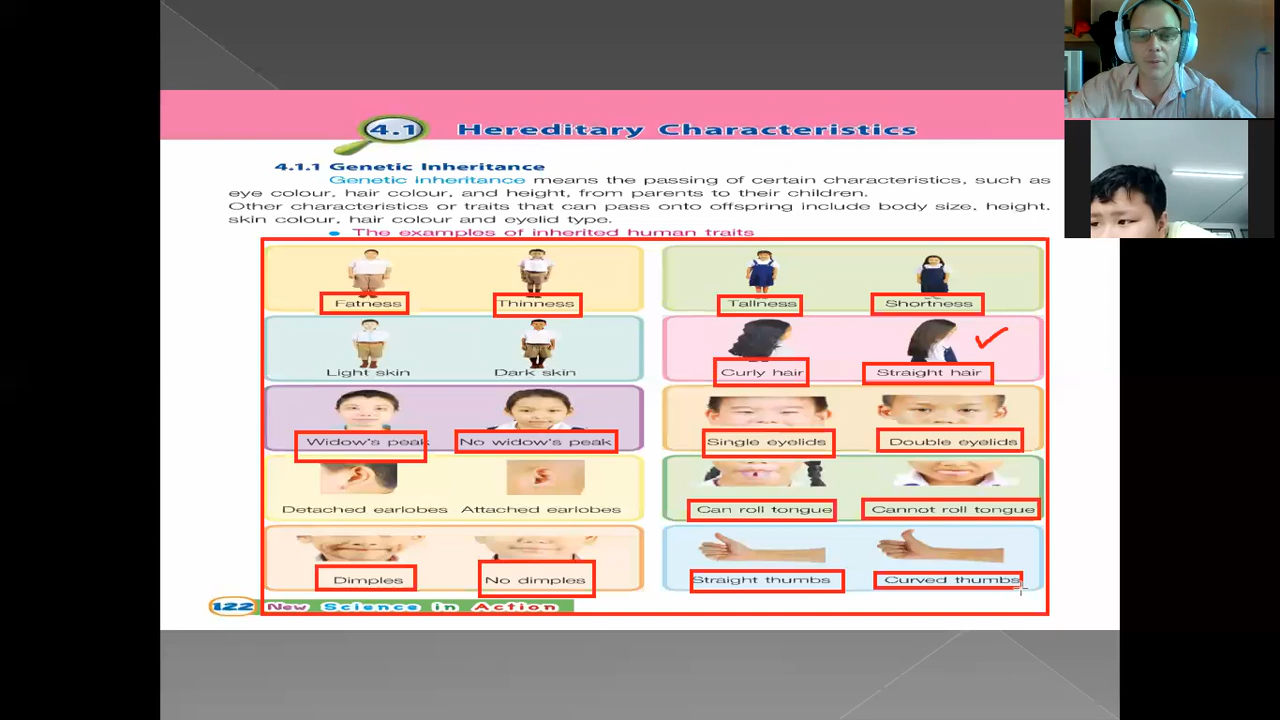 4.1 Hereditary Characteristics
4.1.1 Genetic Inheritance
Genetic inheritance means the passing of certain characteristics, such as
eye colour, hair colour, and height, from parents to their children.
Other characteristics or traits that can pass onto offspring include body size, height,
skin colour, hair colour and eyelid type.
• The examples of inherited human traits
Fatness Thinness Tallness Shortness
Light skin Dark skin Curly hair Straight hair
Widow's peak No widow's peak Single eyelids Double eyelids
Detached earlobes Attached earlobes Can roll tongue Cannot roll tongue
Dimples No dimples Straight thumbs Curved thumbs
122 New Science in Action